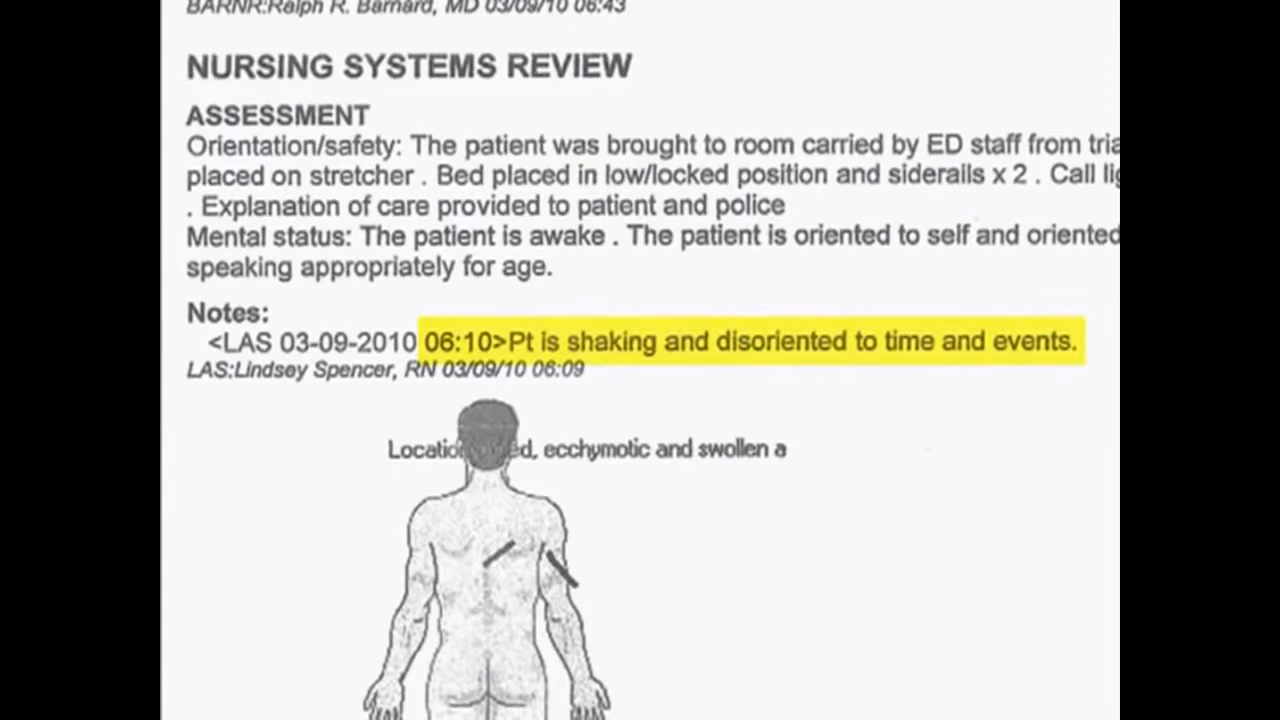 BARNR:Ralph R. Barnard, MD 03/09/10 06:43
NURSING SYSTEMS REVIEW
ASSESSMENT
Orientation/safety: The patient was brought to room carried by ED staff from tria
placed on stretcher . Bed placed in low/locked position and siderails x 2 . Call lig
. Explanation of care provided to patient and police
Mental status: The patient is awake . The patient is oriented to self and oriented
speaking appropriately for age.
Notes:
<LAS 03-09-2010 06:10>Pt is shaking and disoriented to time and events.
LAS:Lindsey Spencer, RN 03/09/10 06:09
ecchymotic and swollen a